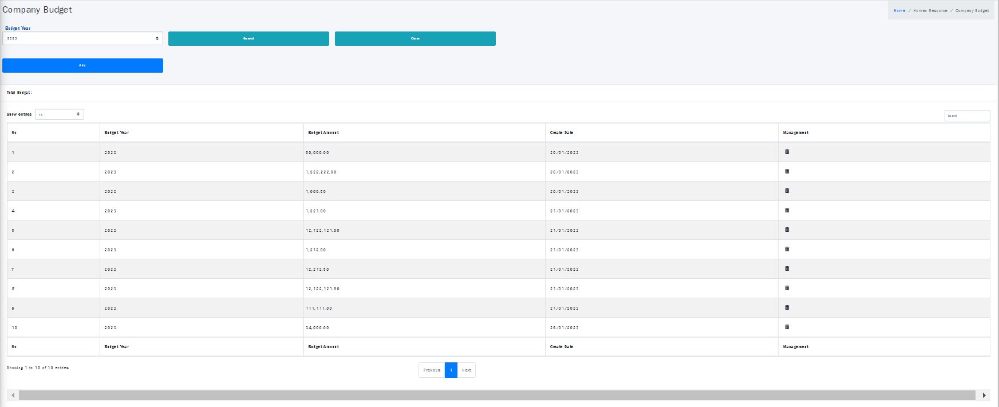 Company Budget
Home / Human Resource / Company Budget
Budget Year
2023
Search
Clear
Add
Total Budget :
Show entries 10
Search
No Budget Year Budget Amount Create Date Management
1 2023 50,000.00 20/01/2023
2 2023 1,222,222.00 20/01/2023
3 2023 1,000.50 20/01/2023
4 2023 1,221.00 21/01/2023
5 2023 12,122,121.00 21/01/2023
6 2023 1,212.00 21/01/2023
7 2023 12,212.50 21/01/2023
8 2023 12,122,121.50 21/01/2023
9 2023 111,111.00 21/01/2023
10 2023 34,000.00 26/01/2023
No Budget Year Budget Amount Create Date Management
Showing 1 to 10 of 10 entries
Previous 1 Next